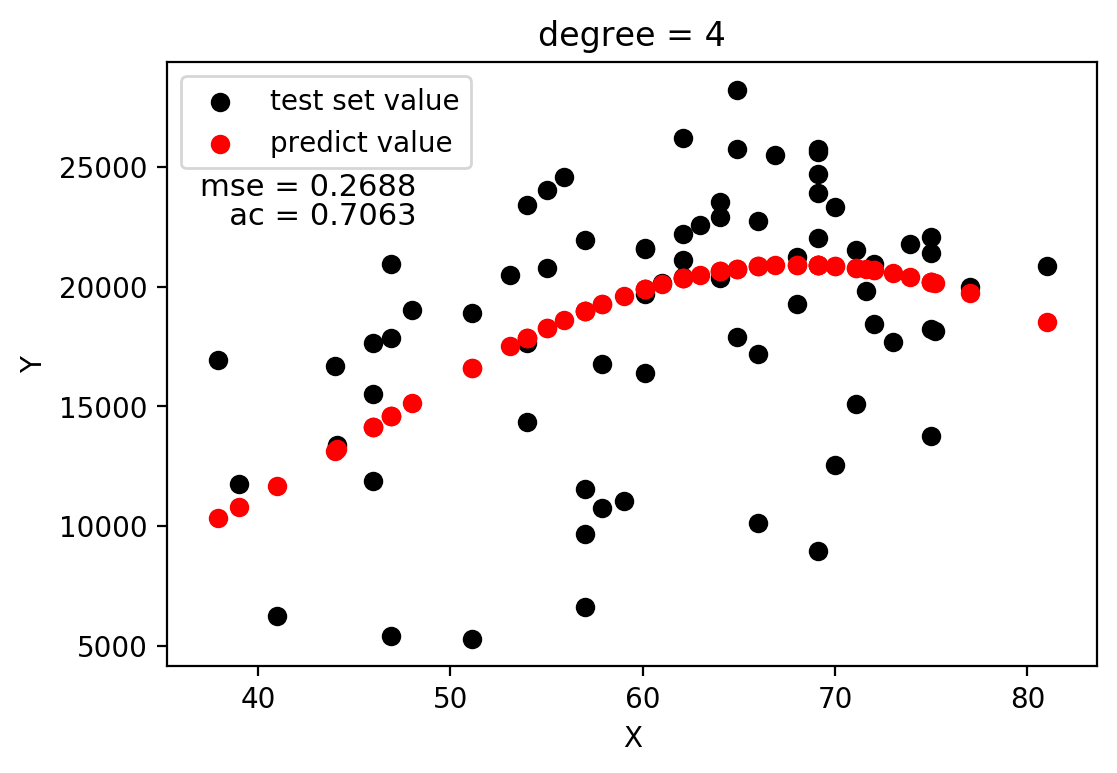 degree = 4
test set value
predict value
mse = 0.2688
ac = 0.7063
25000
20000
15000
10000
5000
Y
40 50 60 70 80
X